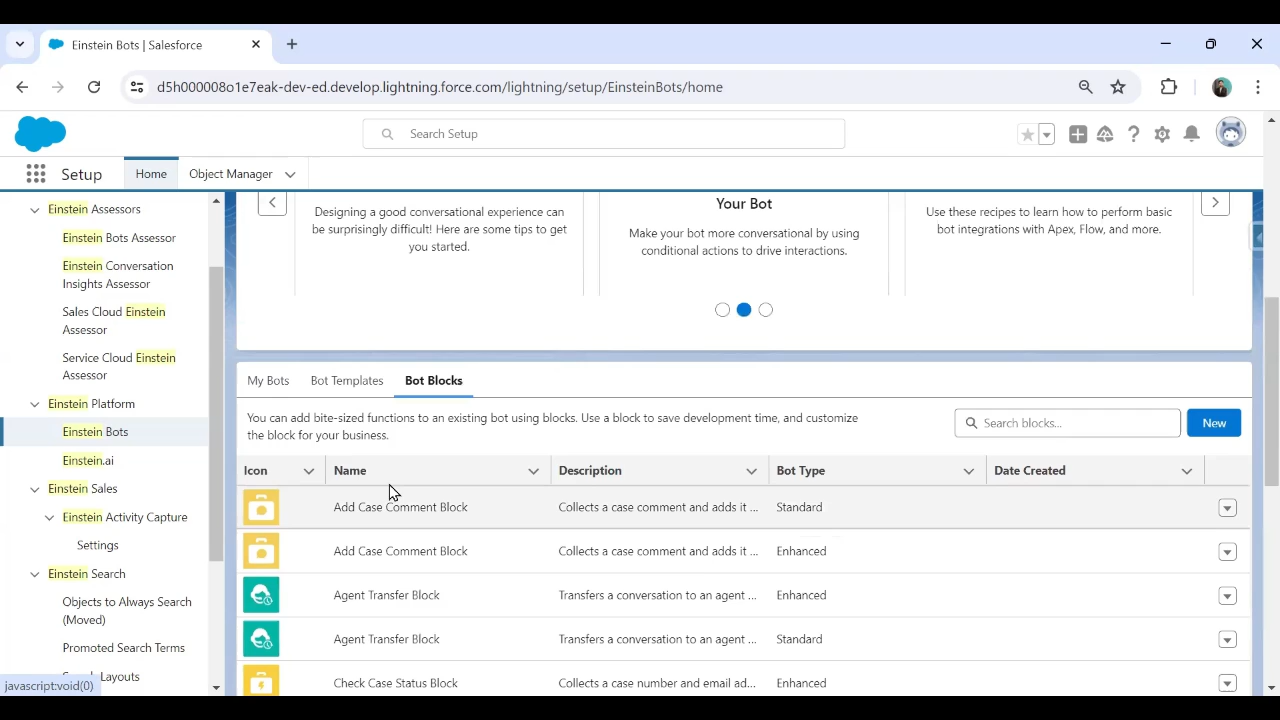 Einstein Bots | Salesforce
d5h000008o1e7eak-dev-ed.develop.lightning.force.com/lightning/setup/EinsteinBots/home
Search Setup
Setup
Home
Object Manager
Einstein Assessors
Einstein Bots Assessor
Einstein Conversation
Insights Assessor
Sales Cloud Einstein
Assessor
Service Cloud Einstein
Assessor
Einstein Platform
Einstein Bots
Einstein.ai
Einstein Sales
Einstein Activity Capture
Settings
Einstein Search
Objects to Always Search
(Moved)
Promoted Search Terms
Layouts
javascript:void(0)
Designing a good conversational experience can
be surprisingly difficult! Here are some tips to get
you started.
Your Bot
Make your bot more conversational by using
conditional actions to drive interactions.
Use these recipes to learn how to perform basic
bot integrations with Apex, Flow, and more.
My Bots
Bot Templates
Bot Blocks
You can add bite-sized functions to an existing bot using blocks. Use a block to save development time, and customize
the block for your business.
Search blocks...
New
Icon Name Description Bot Type Date Created
Add Case Comment Block Collects a case comment and adds it ... Standard
Add Case Comment Block Collects a case comment and adds it ... Enhanced
Agent Transfer Block Transfers a conversation to an agent ... Enhanced
Agent Transfer Block Transfers a conversation to an agent ... Standard
Check Case Status Block Collects a case number and email ad... Enhanced